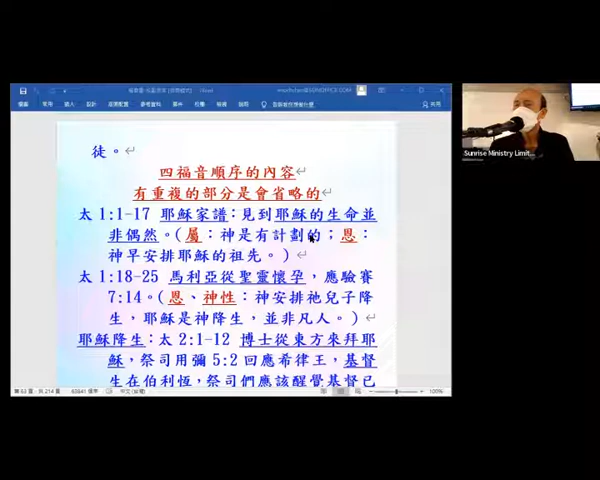 徒。
四福音順序的內容
有重複的部分是會省略的
太 1:1-17 耶穌家譜:見到耶穌的生命並
非偶然。(屬:神是有計劃的;恩:
神早安排耶穌的祖先。)
太 1:18-25 馬利亞從聖靈懷孕,應驗賽
7:14。(恩、神性:神安排祂兒子降
生,耶穌是神降生,並非凡人。)
耶穌降生:太 2:1-12 博士從東方來拜耶
穌,祭司用彌 5:2 回應希律王,基督
生在伯利恆,祭司們應該醒覺基督已
Sunrise Ministry Limit...
100%